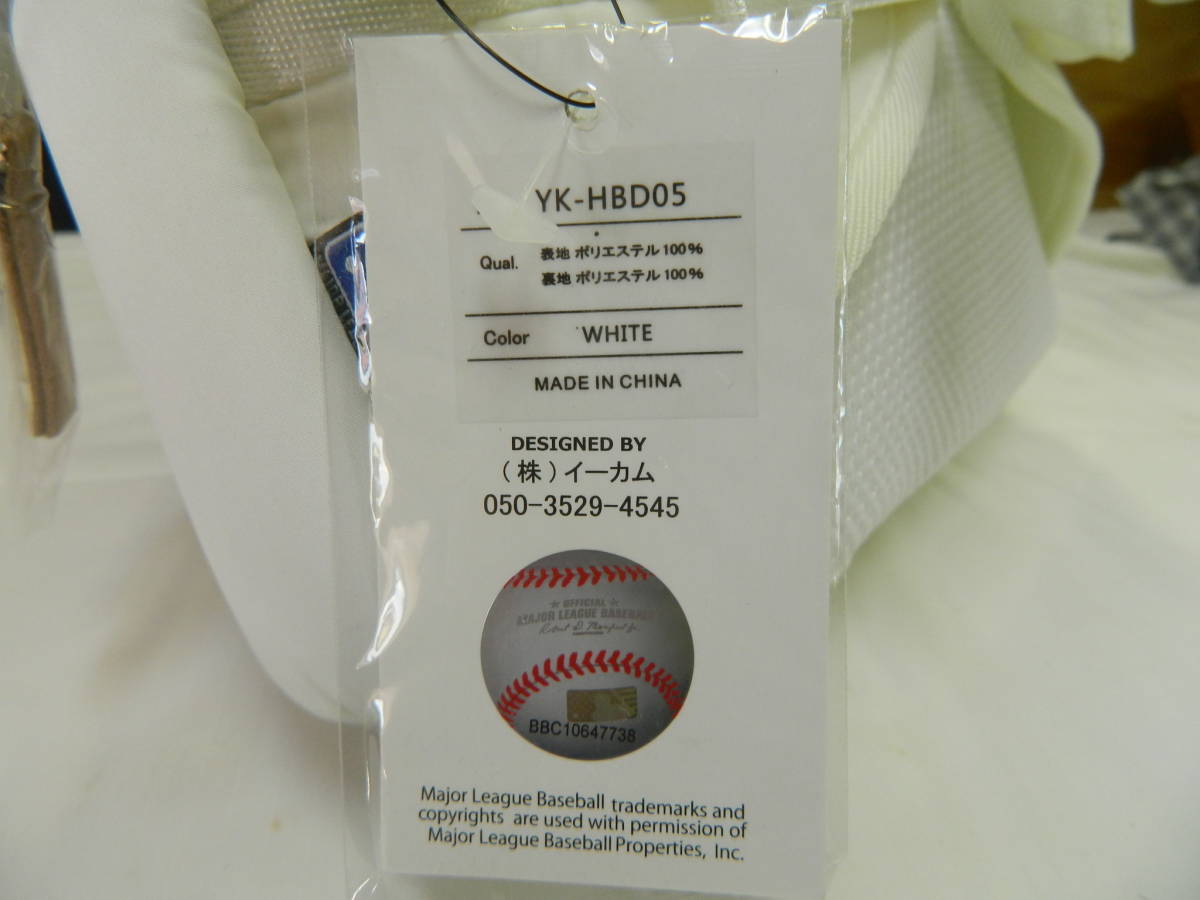 YK-HBD05
Qual. 表地 ポリエステル 100%
裏地 ポリエステル 100%
Color WHITE
MADE IN CHINA
DESIGNED BY
(株)イーカム
050-3529-4545
OFFICIAL
MAJOR LEAGUE BASEBALL
BBC10647738
Major League Baseball trademarks and
copyrights are used with permission of
Major League Baseball Properties, Inc.